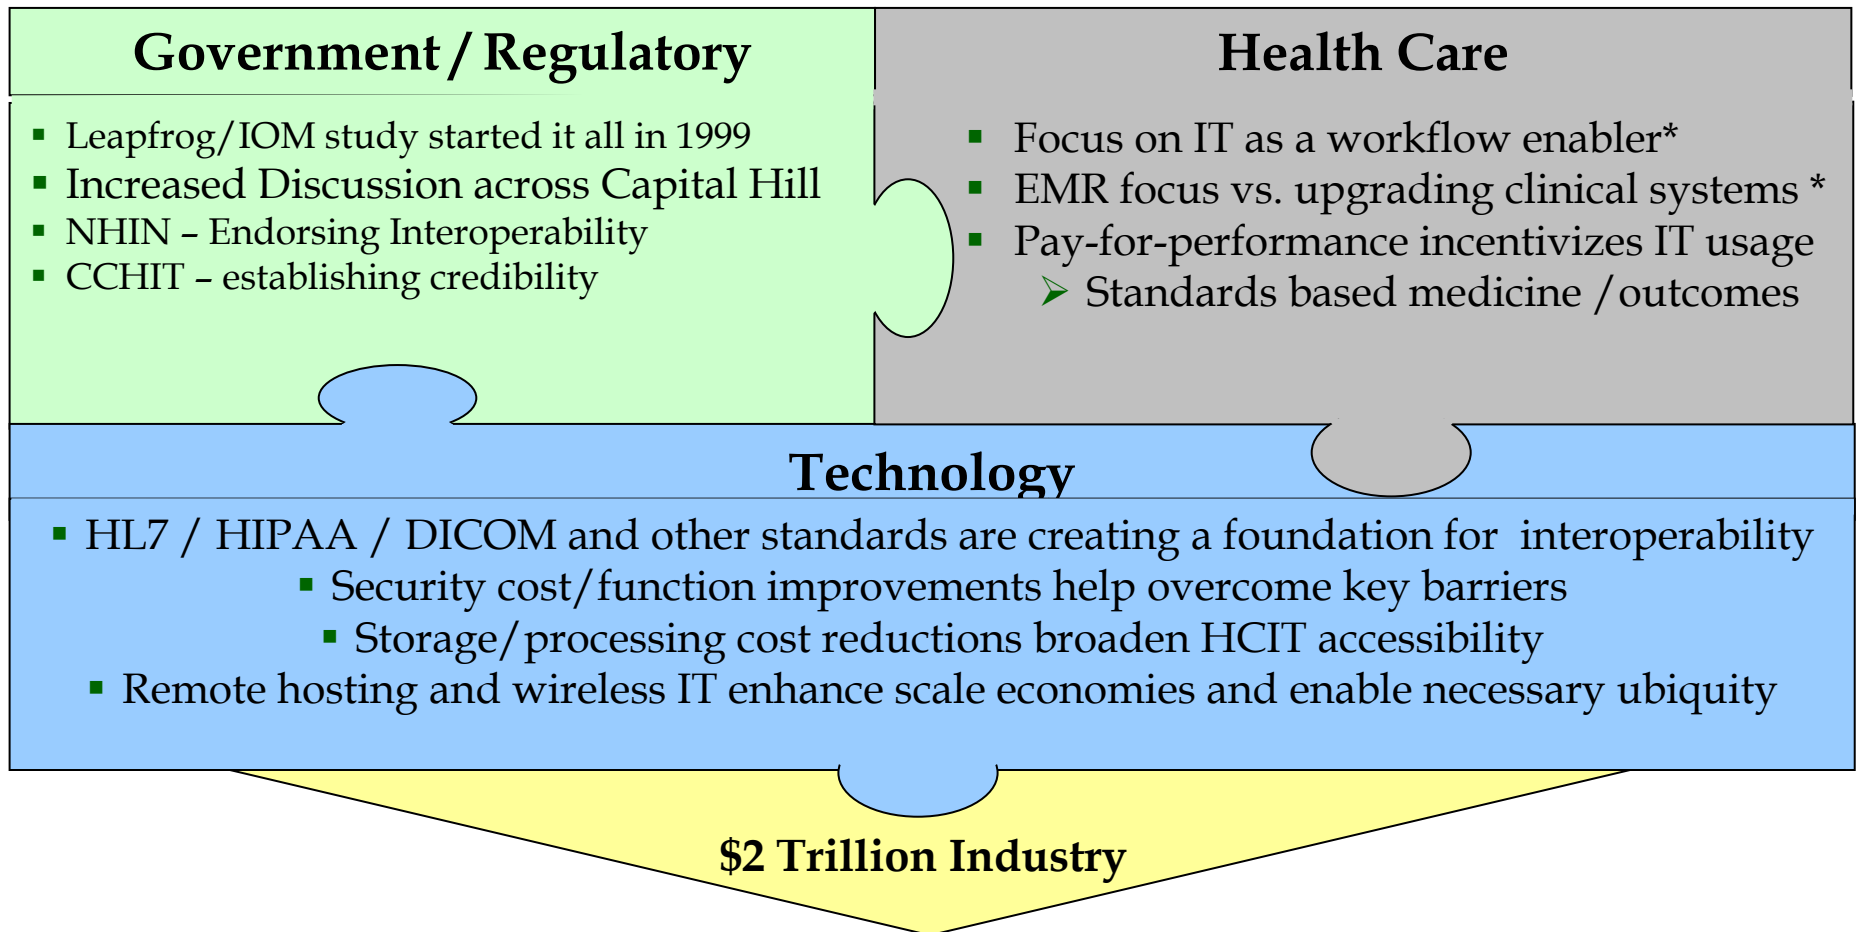 Government / Regulatory
▪ Leapfrog/IOM study started it all in 1999
▪ Increased Discussion across Capital Hill
▪ NHIN – Endorsing Interoperability
▪ CCHIT – establishing credibility
Health Care
▪ Focus on IT as a workflow enabler*
▪ EMR focus vs. upgrading clinical systems *
▪ Pay-for-performance incentivizes IT usage
➢ Standards based medicine /outcomes
Technology
▪ HL7 / HIPAA / DICOM and other standards are creating a foundation for interoperability
▪ Security cost/function improvements help overcome key barriers
▪ Storage/processing cost reductions broaden HCIT accessibility
▪ Remote hosting and wireless IT enhance scale economies and enable necessary ubiquity
$2 Trillion Industry